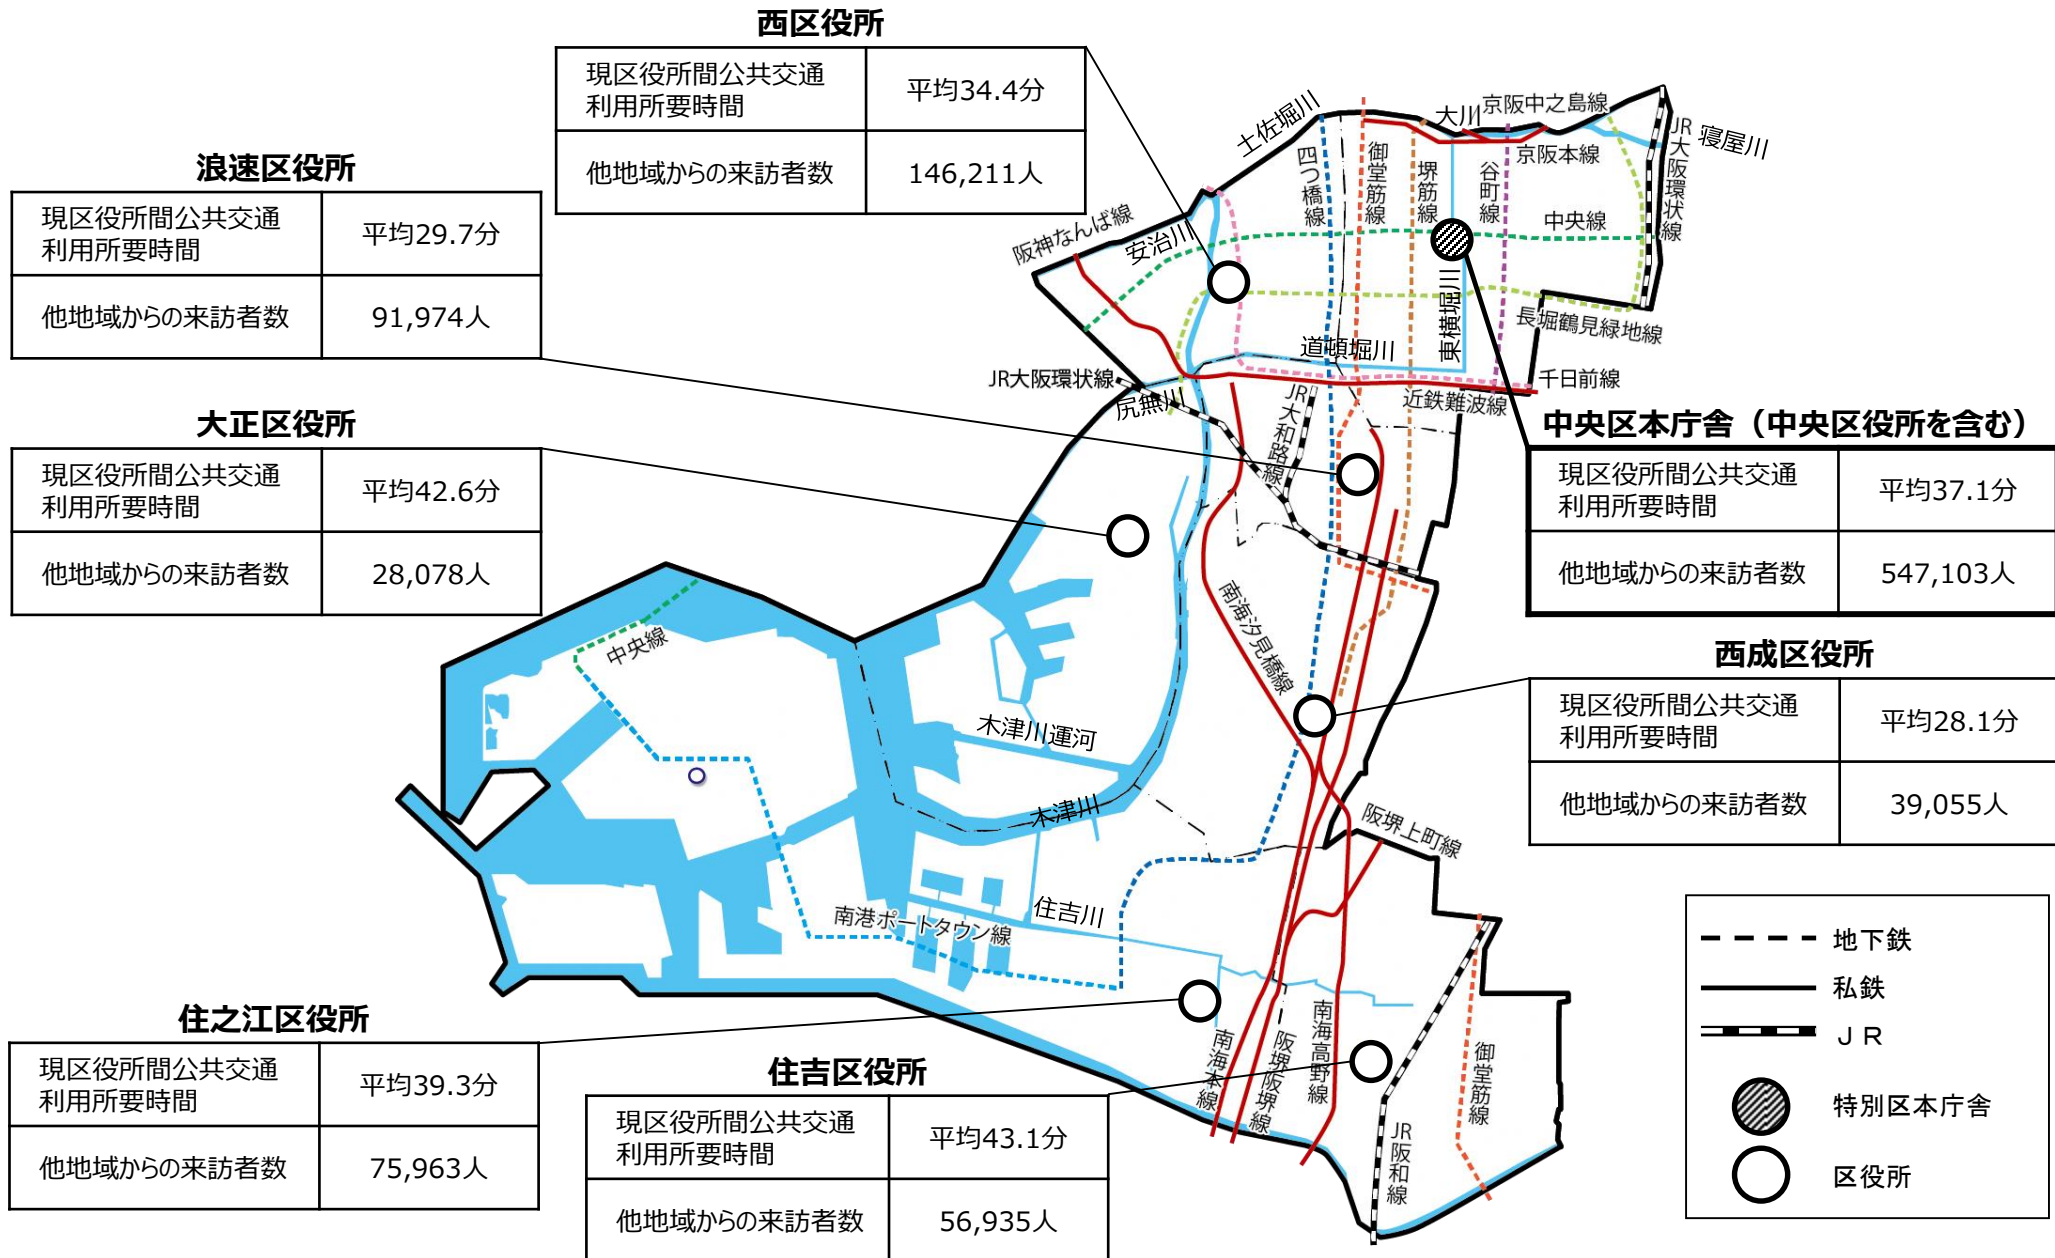 西区役所
現区役所間公共交通
利用所要時間
平均34.4分
他地域からの来訪者数
146,211人
浪速区役所
現区役所間公共交通
利用所要時間
平均29.7分
他地域からの来訪者数
91,974人
大正区役所
現区役所間公共交通
利用所要時間
平均42.6分
他地域からの来訪者数
28,078人
中央区本庁舎（中央区役所を含む）
現区役所間公共交通
利用所要時間
平均37.1分
他地域からの来訪者数
547,103人
西成区役所
現区役所間公共交通
利用所要時間
平均28.1分
他地域からの来訪者数
39,055人
住之江区役所
現区役所間公共交通
利用所要時間
平均39.3分
他地域からの来訪者数
75,963人
住吉区役所
現区役所間公共交通
利用所要時間
平均43.1分
他地域からの来訪者数
56,935人
土佐堀川
大川
京阪中之島線
京阪本線
JR大阪環状線
寝屋川
四つ橋線
御堂筋線
堺筋線
谷町線
中央線
阪神なんば線
安治川
東横堀川
長堀鶴見緑地線
道頓堀川
JR大阪環状線
千日前線
尻無川
JR大和路線
近鉄難波線
南海汐見橋線
中央線
木津川運河
木津川
阪堺上町線
住吉川
南港ポートタウン線
南海本線
阪堺阪堺線
南海高野線
JR阪和線
御堂筋線
地下鉄
私鉄
ＪＲ
特別区本庁舎
区役所